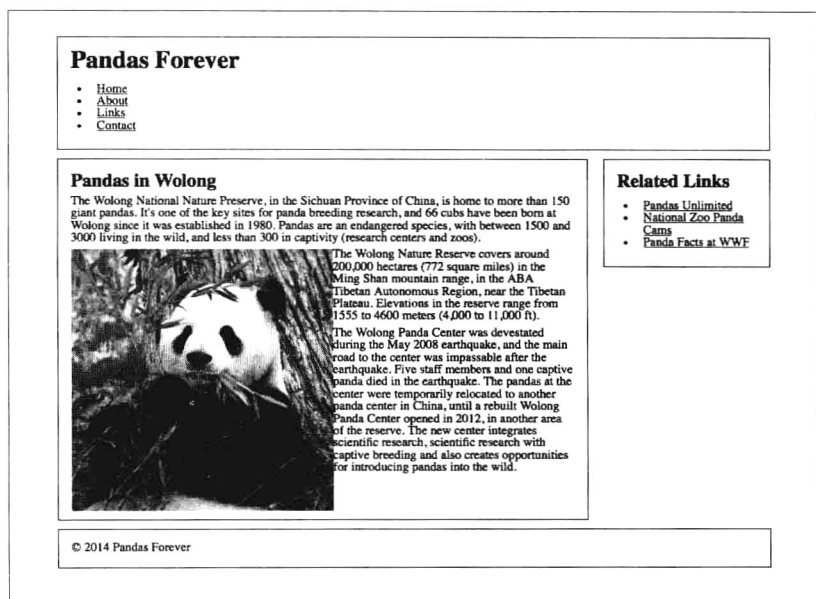 Pandas Forever
Home
About
Links
Contact
Pandas in Wolong
The Wolong National Nature Preserve, in the Sichuan Province of China, is home to more than 150
giant pandas. It's one of the key sites for panda breeding research, and 66 cubs have been born at
Wolong since it was established in 1980. Pandas are an endangered species, with between 1500 and
3000 living in the wild, and less than 300 in captivity (research centers and zoos).
The Wolong Nature Reserve covers around
200,000 hectares (772 square miles) in the
Ming Shan mountain range, in the ABA
Tibetan Autonomous Region, near the Tibetan
Plateau. Elevations in the reserve range from
1555 to 4600 meters (4,000 to 11,000 ft).
The Wolong Panda Center was devestated
during the May 2008 earthquake, and the main
road to the center was impassable after the
earthquake. Five staff members and one captive
panda died in the earthquake. The pandas at the
center were temporarily relocated to another
panda center in China, until a rebuilt Wolong
Panda Center opened in 2012, in another area
of the reserve. The new center integrates
scientific research, scientific research with
captive breeding and also creates opportunities
for introducing pandas into the wild.
Related Links
Pandas Unlimited
National Zoo Panda
Cams
Panda Facts at WWF
© 2014 Pandas Forever